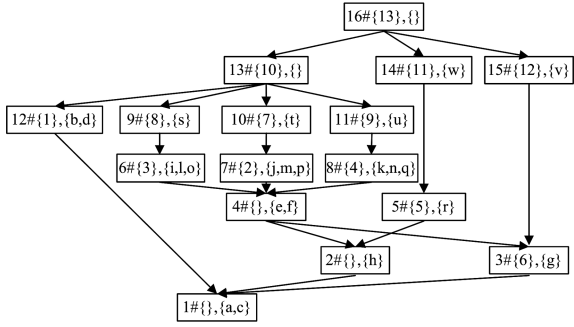 16#{13},{}
13#{10},{}
14#{11},{w}
15#{12},{v}
12#{1},{b,d}
9#{8},{s}
10#{7},{t}
11#{9},{u}
6#{3},{i,l,o}
7#{2},{j,m,p}
8#{4},{k,n,q}
4#{},{e,f}
5#{5},{r}
2#{},{h}
3#{6},{g}
1#{},{a,c}